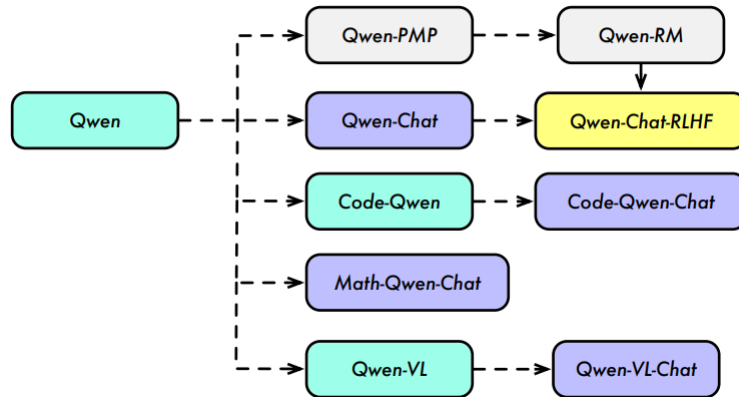 Qwen-PMP
Qwen-RM
Qwen
Qwen-Chat
Qwen-Chat-RLHF
Code-Qwen
Code-Qwen-Chat
Math-Qwen-Chat
Qwen-VL
Qwen-VL-Chat